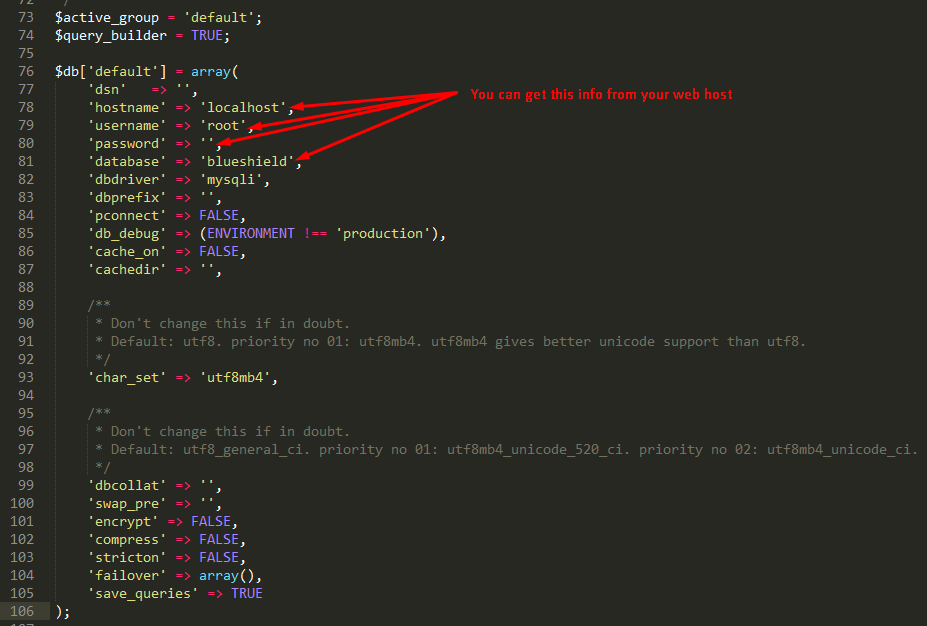 72 /
73 $active_group = 'default';
74 $query_builder = TRUE;
75
76 $db['default'] = array(
77 'dsn'   => '',
78 'hostname' => 'localhost', You can get this info from your web host
79 'username' => 'root',
80 'password' => '',
81 'database' => 'blueshield',
82 'dbdriver' => 'mysqli',
83 'dbprefix' => '',
84 'pconnect' => FALSE,
85 'db_debug' => (ENVIRONMENT !== 'production'),
86 'cache_on' => FALSE,
87 'cachedir' => '',
88
89 /**
90 * Don't change this if in doubt.
91 * Default: utf8. priority no 01: utf8mb4. utf8mb4 gives better unicode support than utf8.
92 */
93 'char_set' => 'utf8mb4',
94
95 /**
96 * Don't change this if in doubt.
97 * Default: utf8_general_ci. priority no 01: utf8mb4_unicode_520_ci. priority no 02: utf8mb4_unicode_ci.
98 */
99 'dbcollat' => '',
100 'swap_pre' => '',
101 'encrypt' => FALSE,
102 'compress' => FALSE,
103 'stricton' => FALSE,
104 'failover' => array(),
105 'save_queries' => TRUE
106 );
107